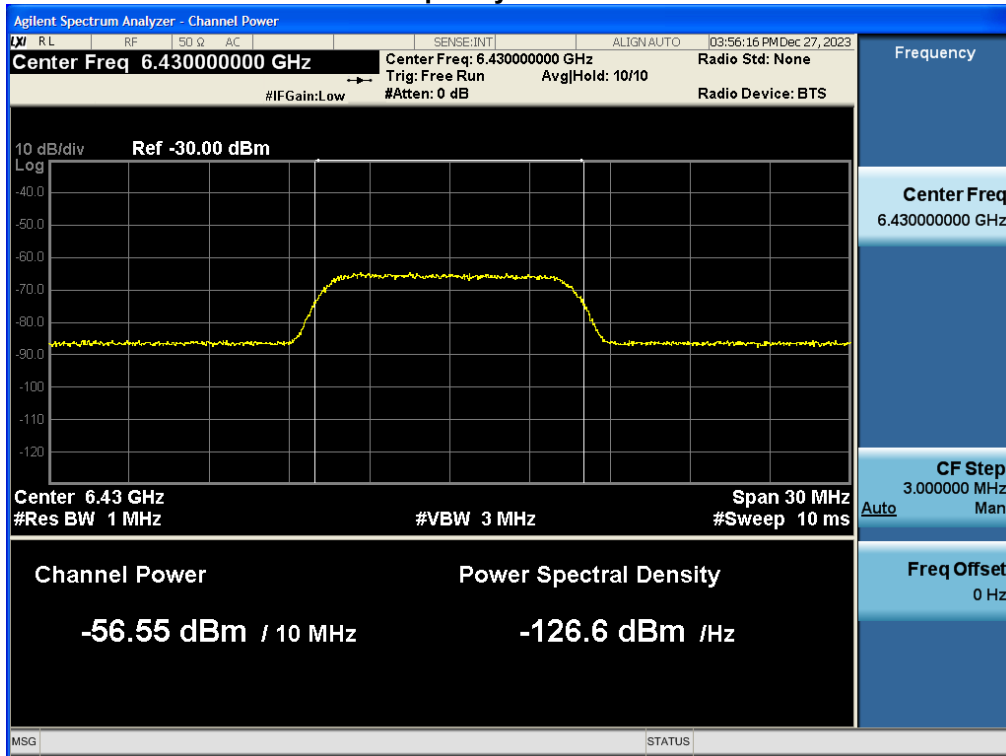 Agilent Spectrum Analyzer - Channel Power
LXI RL RF 50 Ω AC SENSE:INT ALIGN AUTO 03:56:16 PM Dec 27, 2023
Center Freq 6.430000000 GHz
Center Freq: 6.430000000 GHz
Radio Std: None
Trig: Free Run Avg|Hold: 10/10
#IFGain:Low #Atten: 0 dB Radio Device: BTS
10 dB/div Ref -30.00 dBm
Log
-40.0
-50.0
-60.0
-70.0
-80.0
-90.0
-100
-110
-120
Center 6.43 GHz Span 30 MHz
#Res BW 1 MHz #VBW 3 MHz #Sweep 10 ms
Channel Power Power Spectral Density
-56.55 dBm / 10 MHz -126.6 dBm /Hz
Frequency
Center Freq
6.430000000 GHz
CF Step
3.000000 MHz
Auto Man
Freq Offset
0 Hz
MSG STATUS